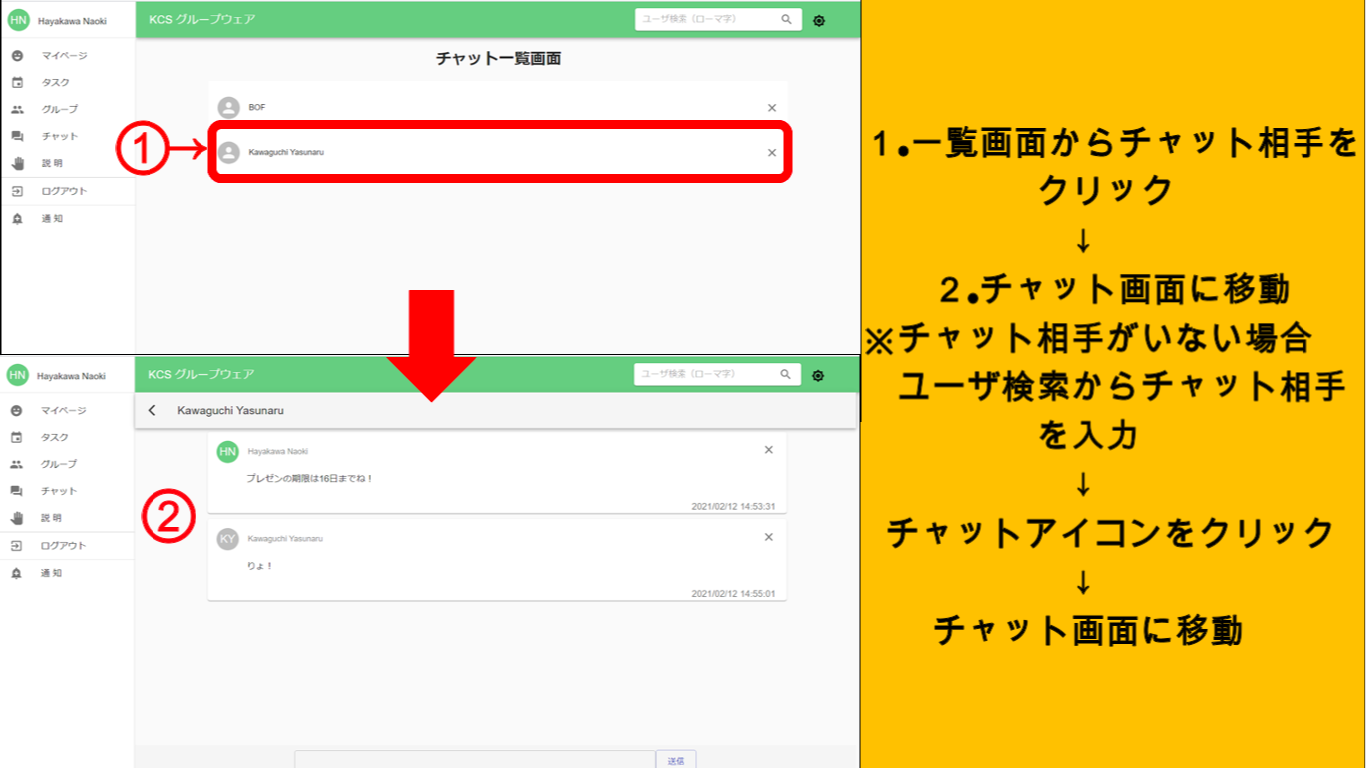 HN Hayakawa Naoki
KCS グループウェア
ユーザ検索（ローマ字）
マイページ
タスク
グループ
チャット
説明
ログアウト
通知
チャット一覧画面
BOF
①→
Kawaguchi Yasunaru
HN Hayakawa Naoki
KCS グループウェア
ユーザ検索（ローマ字）
マイページ
タスク
グループ
チャット
説明
ログアウト
通知
Kawaguchi Yasunaru
②
HN Hayakawa Naoki
プレゼンの期限は16日までね！
2021/02/12 14:53:31
KY Kawaguchi Yasunaru
りょ！
2021/02/12 14:55:01
送信
１.一覧画面からチャット相手を
クリック
↓
２.チャット画面に移動
※チャット相手がいない場合
ユーザ検索からチャット相手
を入力
↓
チャットアイコンをクリック
↓
チャット画面に移動